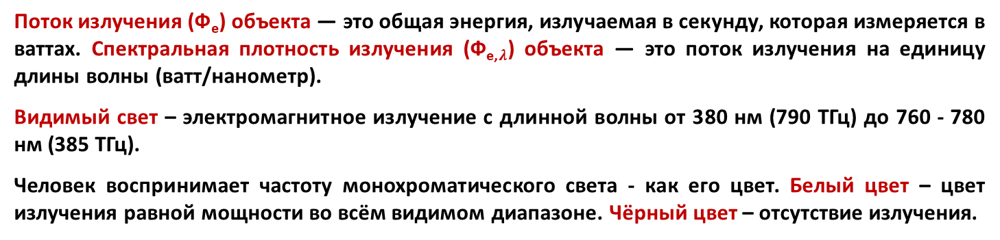 Поток излучения (Фe) объекта — это общая энергия, излучаемая в секунду, которая измеряется в
ваттах. Спектральная плотность излучения (Фe,λ) объекта — это поток излучения на единицу
длины волны (ватт/нанометр).
Видимый свет – электромагнитное излучение с длинной волны от 380 нм (790 ТГц) до 760 - 780
нм (385 ТГц).
Человек воспринимает частоту монохроматического света - как его цвет. Белый цвет – цвет
излучения равной мощности во всём видимом диапазоне. Чёрный цвет – отсутствие излучения.